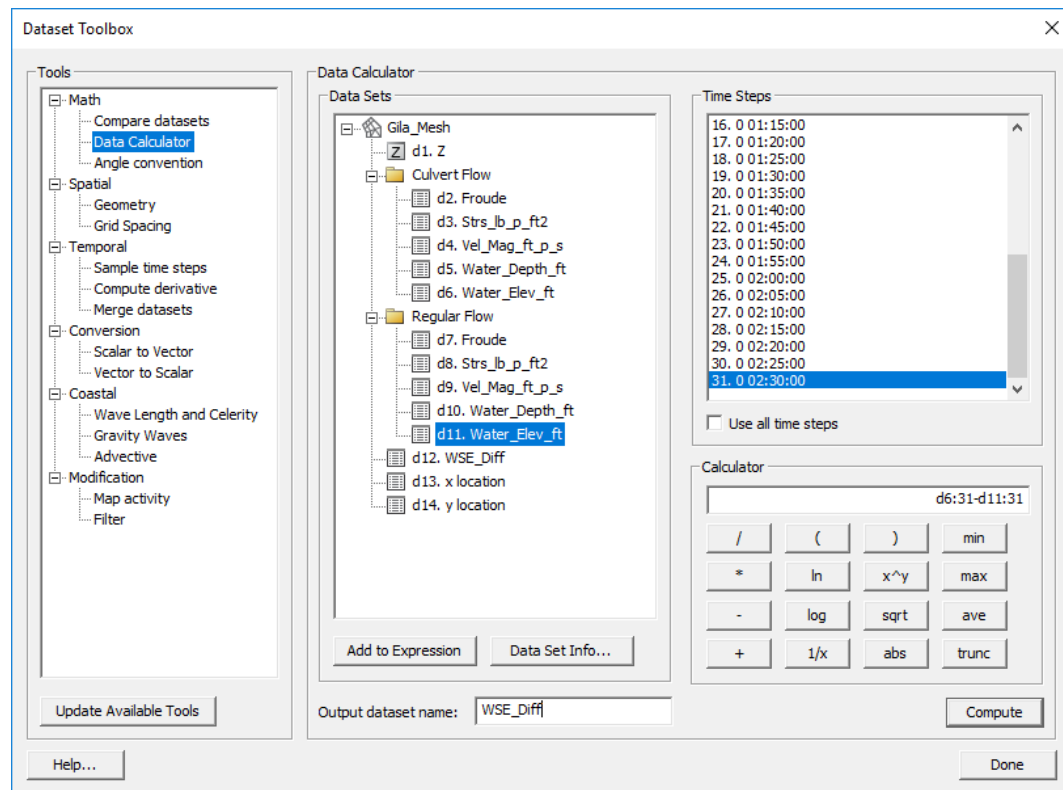 Dataset Toolbox
Tools
Math
Compare datasets
Data Calculator
Angle convention
Spatial
Geometry
Grid Spacing
Temporal
Sample time steps
Compute derivative
Merge datasets
Conversion
Scalar to Vector
Vector to Scalar
Coastal
Wave Length and Celerity
Gravity Waves
Advective
Modification
Map activity
Filter
Update Available Tools
Help...
Data Calculator
Data Sets
Gila_Mesh
Z d1. Z
Culvert Flow
d2. Froude
d3. Strs_lb_p_ft2
d4. Vel_Mag_ft_p_s
d5. Water_Depth_ft
d6. Water_Elev_ft
Regular Flow
d7. Froude
d8. Strs_lb_p_ft2
d9. Vel_Mag_ft_p_s
d10. Water_Depth_ft
d11. Water_Elev_ft
d12. WSE_Diff
d13. x location
d14. y location
Add to Expression
Data Set Info...
Output dataset name: WSE_Diff
Time Steps
16. 0 01:15:00
17. 0 01:20:00
18. 0 01:25:00
19. 0 01:30:00
20. 0 01:35:00
21. 0 01:40:00
22. 0 01:45:00
23. 0 01:50:00
24. 0 01:55:00
25. 0 02:00:00
26. 0 02:05:00
27. 0 02:10:00
28. 0 02:15:00
29. 0 02:20:00
30. 0 02:25:00
31. 0 02:30:00
Use all time steps
Calculator
d6:31-d11:31
/ ( ) min
* ln x^y max
- log sqrt ave
+ 1/x abs trunc
Compute
Done